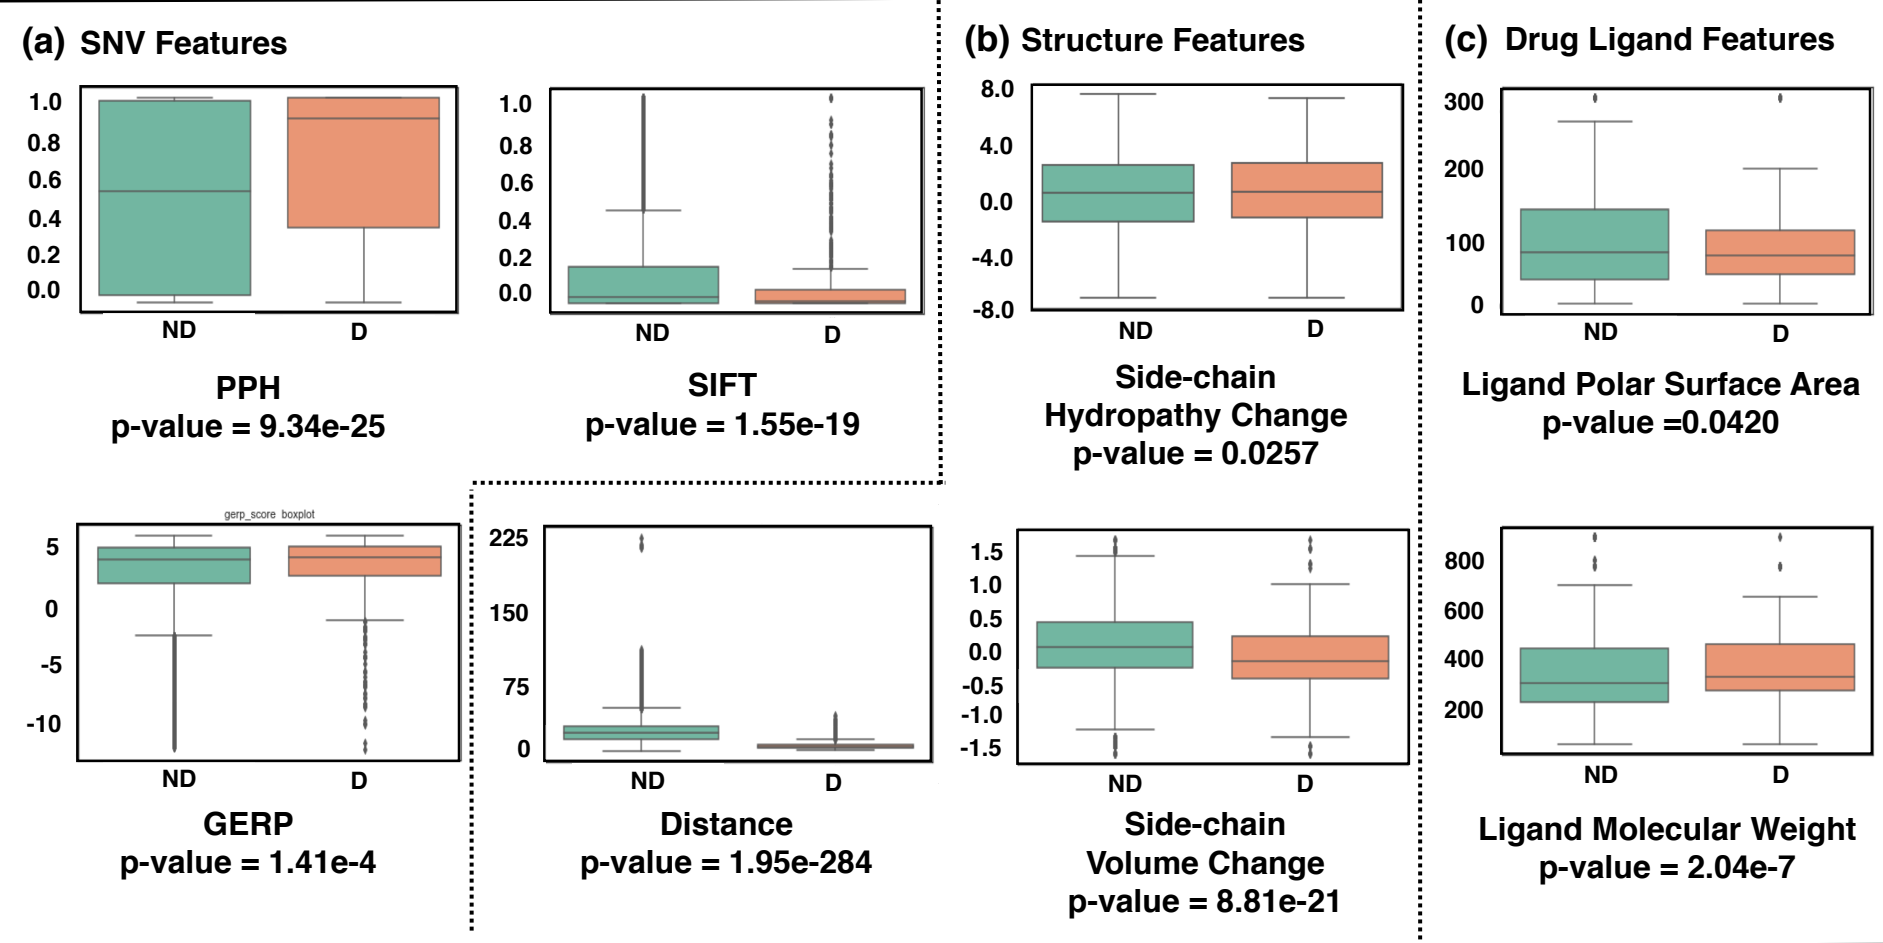 (a) SNV Features
1.0
0.8
0.6
0.4
0.2
0.0
ND D
PPH
p-value = 9.34e-25
1.0
0.8
0.6
0.4
0.2
0.0
ND D
SIFT
p-value = 1.55e-19
gerp_score boxplot
5
0
-5
-10
ND D
GERP
p-value = 1.41e-4
(b) Structure Features
8.0
4.0
0.0
-4.0
-8.0
ND D
Side-chain
Hydropathy Change
p-value = 0.0257
225
150
75
0
ND D
Distance
p-value = 1.95e-284
1.5
1.0
0.5
0.0
-0.5
-1.0
-1.5
ND D
Side-chain
Volume Change
p-value = 8.81e-21
(c) Drug Ligand Features
300
200
100
0
ND D
Ligand Polar Surface Area
p-value =0.0420
800
600
400
200
ND D
Ligand Molecular Weight
p-value = 2.04e-7